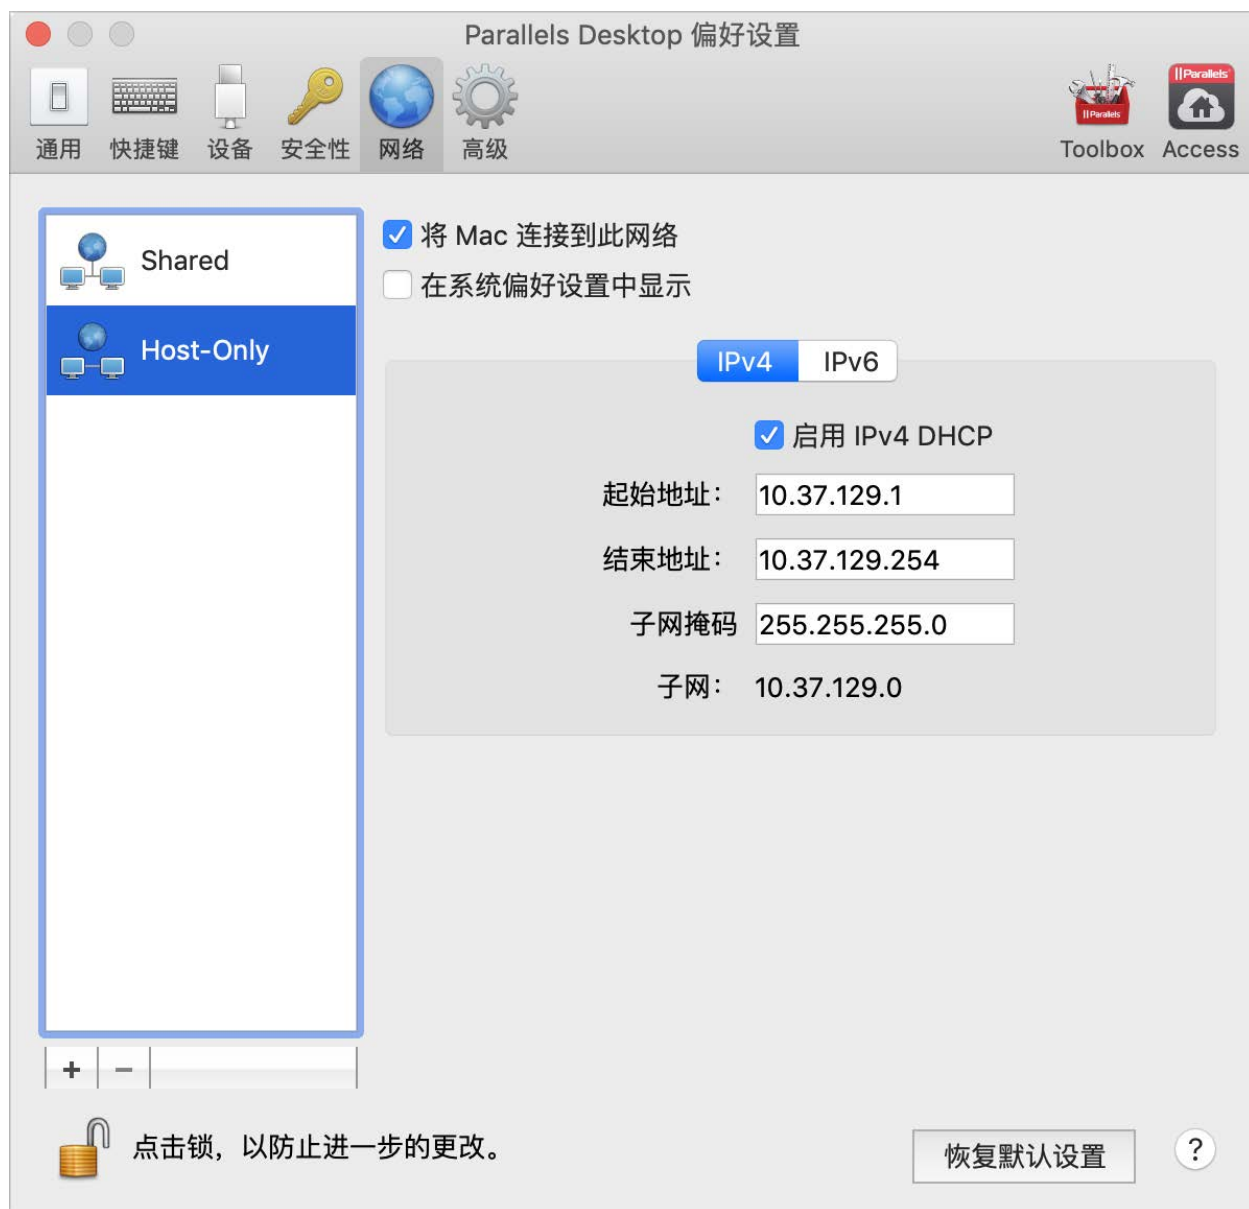 Parallels Desktop 偏好设置
通用 快捷键 设备 安全性 网络 高级 Toolbox Access
|| Parallels
|| Parallels®
Shared
Host-Only
将 Mac 连接到此网络
在系统偏好设置中显示
IPv4 IPv6
启用 IPv4 DHCP
起始地址： 10.37.129.1
结束地址： 10.37.129.254
子网掩码 255.255.255.0
子网： 10.37.129.0
+ −
点击锁，以防止进一步的更改。
恢复默认设置 ?